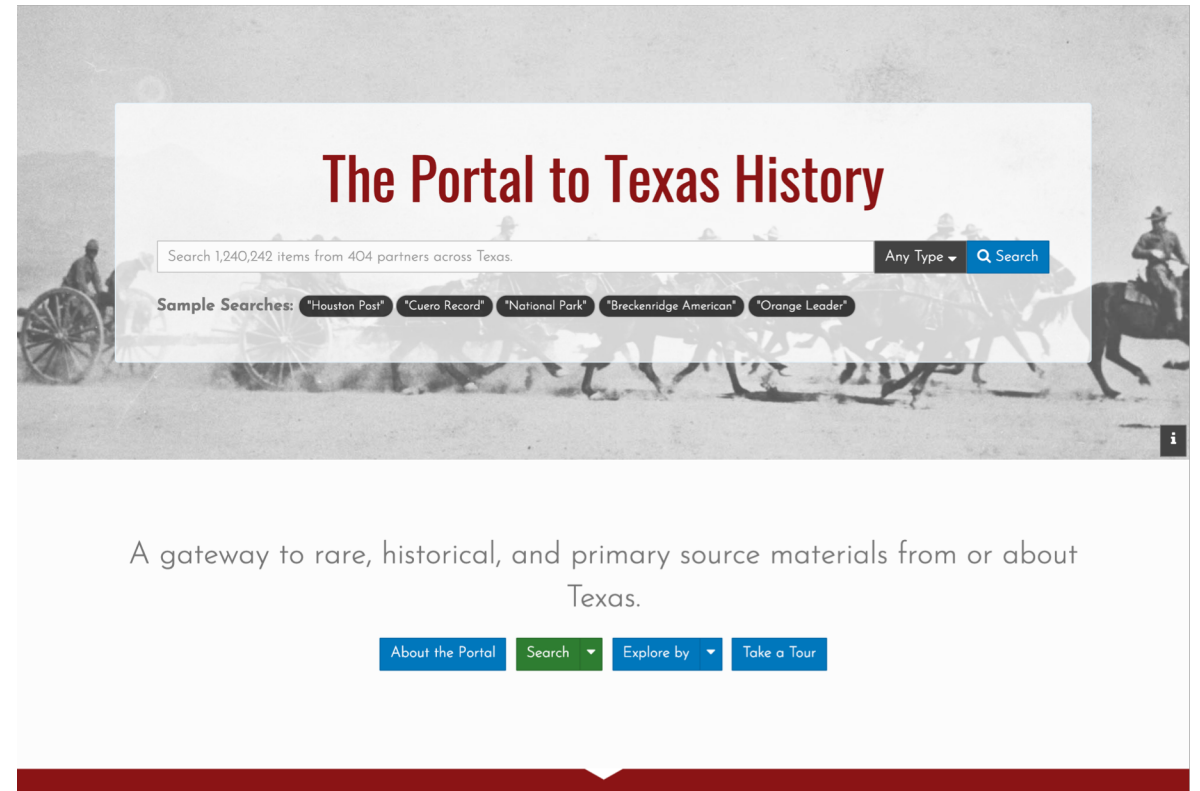 The Portal to Texas History
Search 1,240,242 items from 404 partners across Texas.
Any Type
Search
Sample Searches: "Houston Post" "Cuero Record" "National Park" "Breckenridge American" "Orange Leader"
i
A gateway to rare, historical, and primary source materials from or about
Texas.
About the Portal
Search
Explore by
Take a Tour